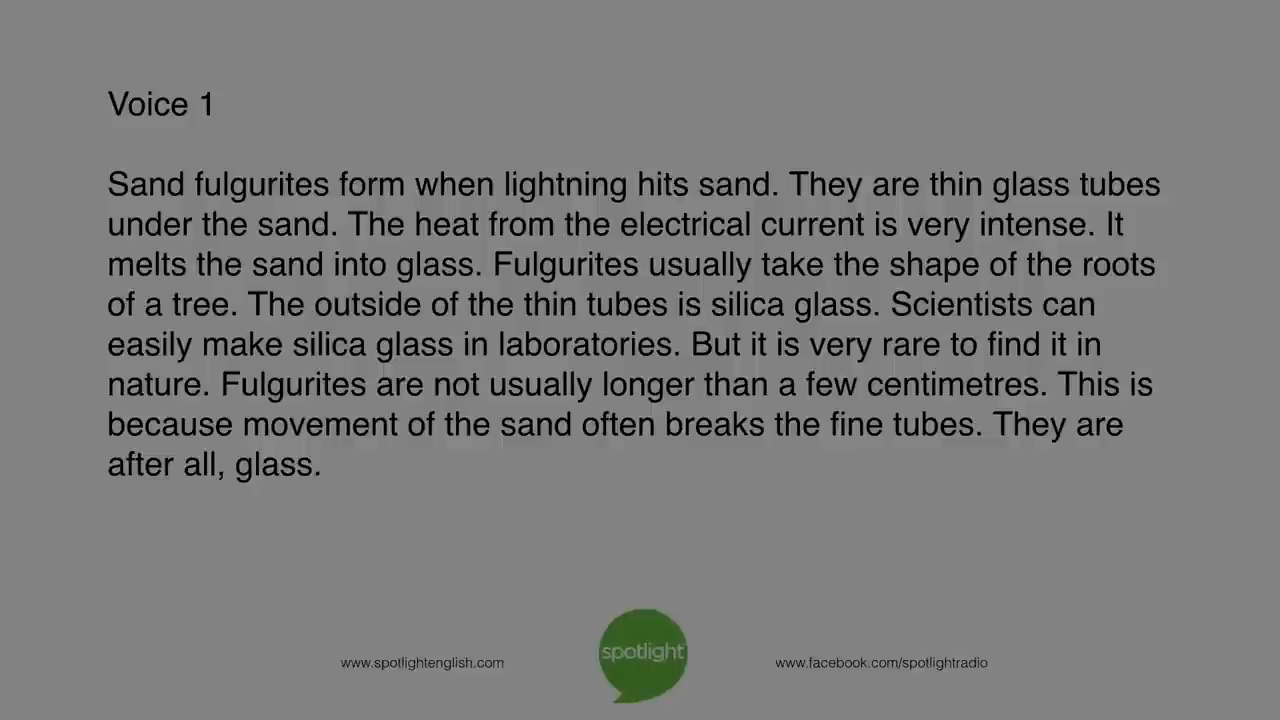 Voice 1
Sand fulgurites form when lightning hits sand. They are thin glass tubes
under the sand. The heat from the electrical current is very intense. It
melts the sand into glass. Fulgurites usually take the shape of the roots
of a tree. The outside of the thin tubes is silica glass. Scientists can
easily make silica glass in laboratories. But it is very rare to find it in
nature. Fulgurites are not usually longer than a few centimetres. This is
because movement of the sand often breaks the fine tubes. They are
after all, glass.
www.spotlightenglish.com
spotlight
www.facebook.com/spotlightradio